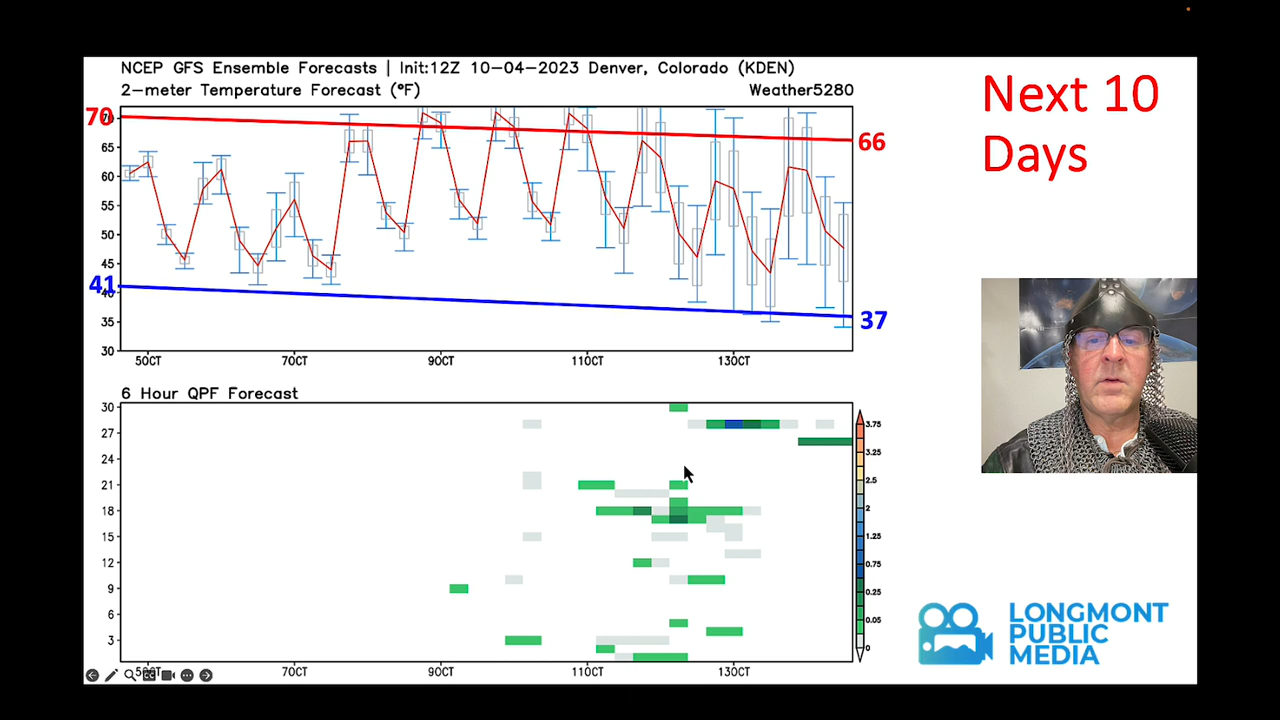 NCEP GFS Ensemble Forecasts | Init:12Z 10-04-2023 Denver, Colorado (KDEN)
2-meter Temperature Forecast (°F)
Weather5280
Next 10
Days
70
66
65
60
55
50
45
41
37
35
30
5OCT
7OCT
9OCT
11OCT
13OCT
6 Hour QPF Forecast
30
27
24
21
18
15
12
9
6
3
3.75
3.25
2.5
2
1.25
0.75
0.25
0.05
0
7OCT
9OCT
11OCT
13OCT
LONGMONT
PUBLIC
MEDIA